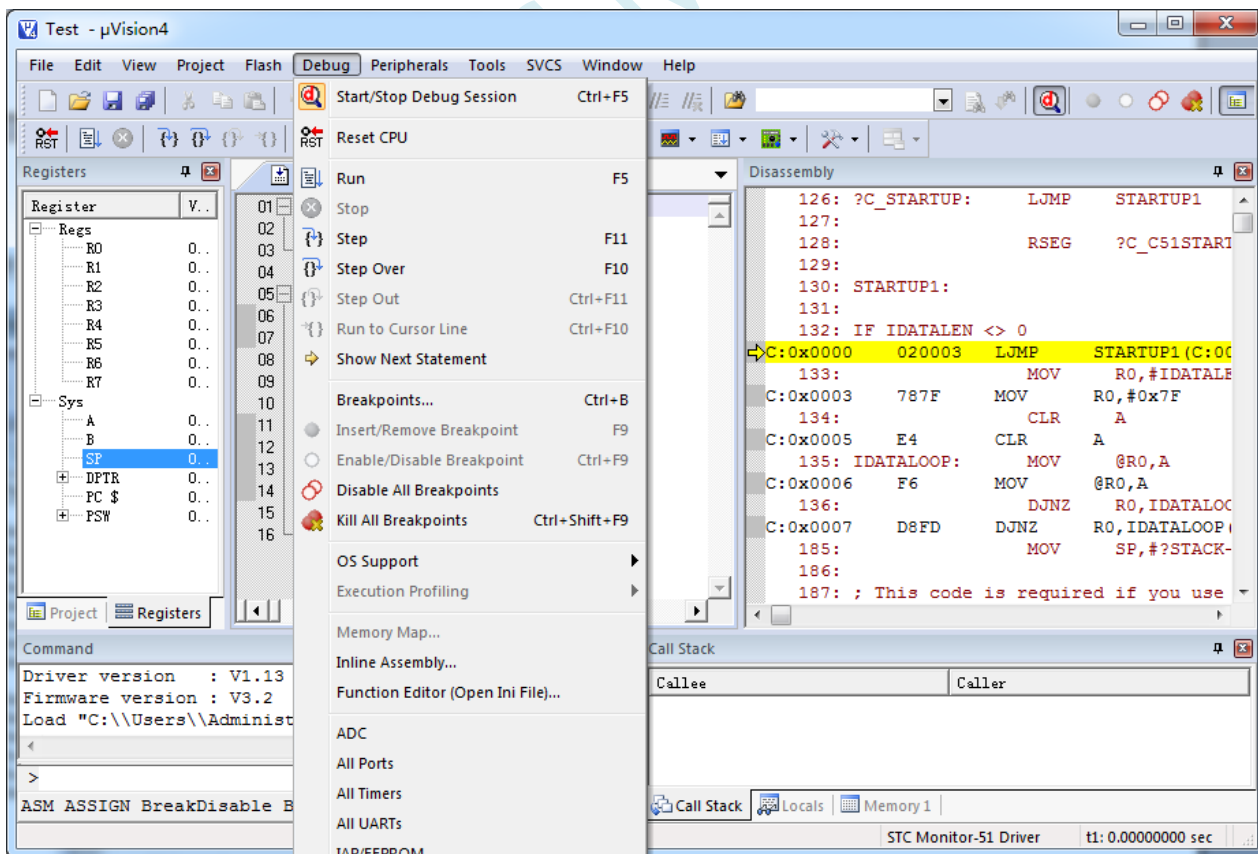 Test - µVision4
File Edit View Project Flash Debug Peripherals Tools SVCS Window Help
Start/Stop Debug Session Ctrl+F5
Reset CPU
Run F5
Stop
Step F11
Step Over F10
Step Out Ctrl+F11
Run to Cursor Line Ctrl+F10
Show Next Statement
Breakpoints... Ctrl+B
Insert/Remove Breakpoint F9
Enable/Disable Breakpoint Ctrl+F9
Disable All Breakpoints
Kill All Breakpoints Ctrl+Shift+F9
OS Support
Execution Profiling
Memory Map...
Inline Assembly...
Function Editor (Open Ini File)...
ADC
All Ports
All Timers
All UARTs
IAP/EEPROM
RST
RST
Registers
Register V..
Regs
R0 0..
R1 0..
R2 0..
R3 0..
R4 0..
R5 0..
R6 0..
R7 0..
Sys
A 0..
B 0..
SP 0..
DPTR 0..
PC $ 0..
PSW 0..
Project Registers
01
02
03
04
05
06
07
08
09
10
11
12
13
14
15
16
Disassembly
126: ?C_STARTUP: LJMP STARTUP1
127:
128: RSEG ?C_C51START
129:
130: STARTUP1:
131:
132: IF IDATALEN <> 0
C:0x0000 020003 LJMP STARTUP1(C:00
133: MOV R0,#IDATALE
C:0x0003 787F MOV R0,#0x7F
134: CLR A
C:0x0005 E4 CLR A
135: IDATALOOP: MOV @R0,A
C:0x0006 F6 MOV @R0,A
136: DJNZ R0,IDATALOO
C:0x0007 D8FD DJNZ R0,IDATALOOP(
185: MOV SP,#?STACK-
186:
187: ; This code is required if you use
Command
Driver version : V1.13
Firmware version : V3.2
Load "C:\\Users\\Administ
>
ASM ASSIGN BreakDisable B
Call Stack
Callee Caller
Call Stack Locals Memory 1
STC Monitor-51 Driver t1: 0.00000000 sec